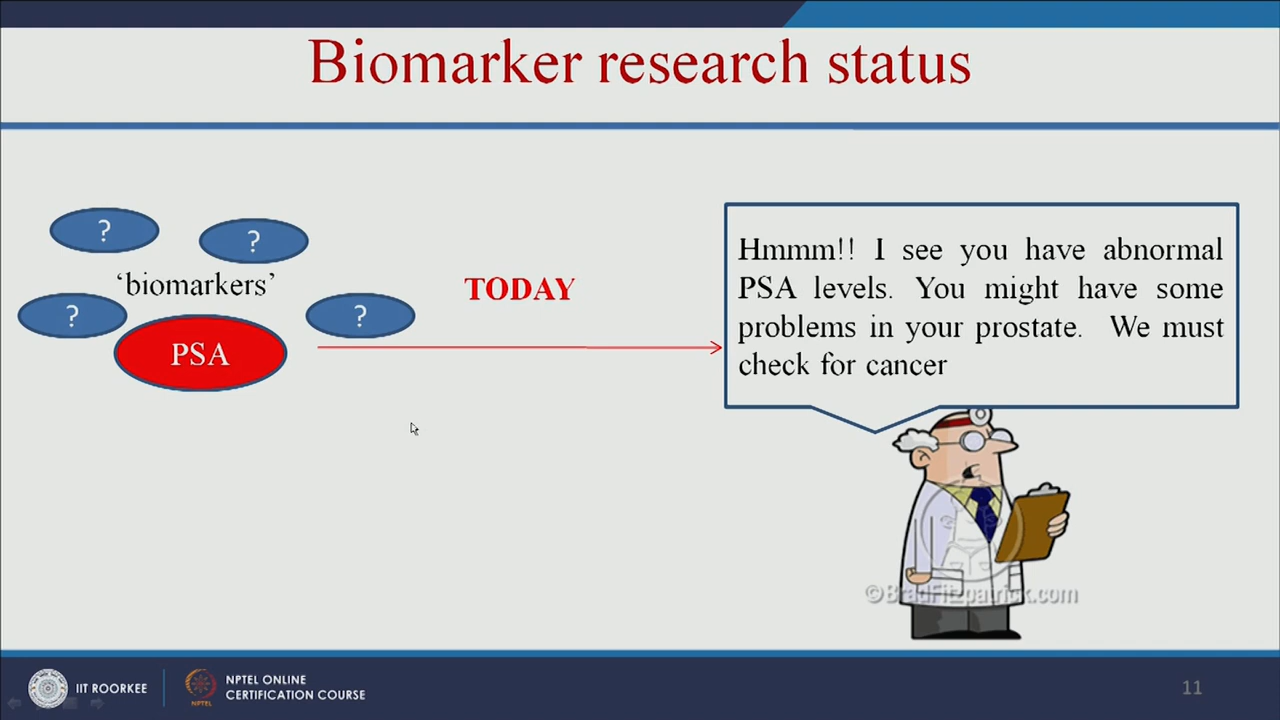 Biomarker research status
?
?
'biomarkers'
?
?
PSA
TODAY
Hmmm!! I see you have abnormal
PSA levels. You might have some
problems in your prostate. We must
check for cancer
©BradFitzpatrick.com
IIT ROORKEE
NPTEL
NPTEL ONLINE
CERTIFICATION COURSE
11